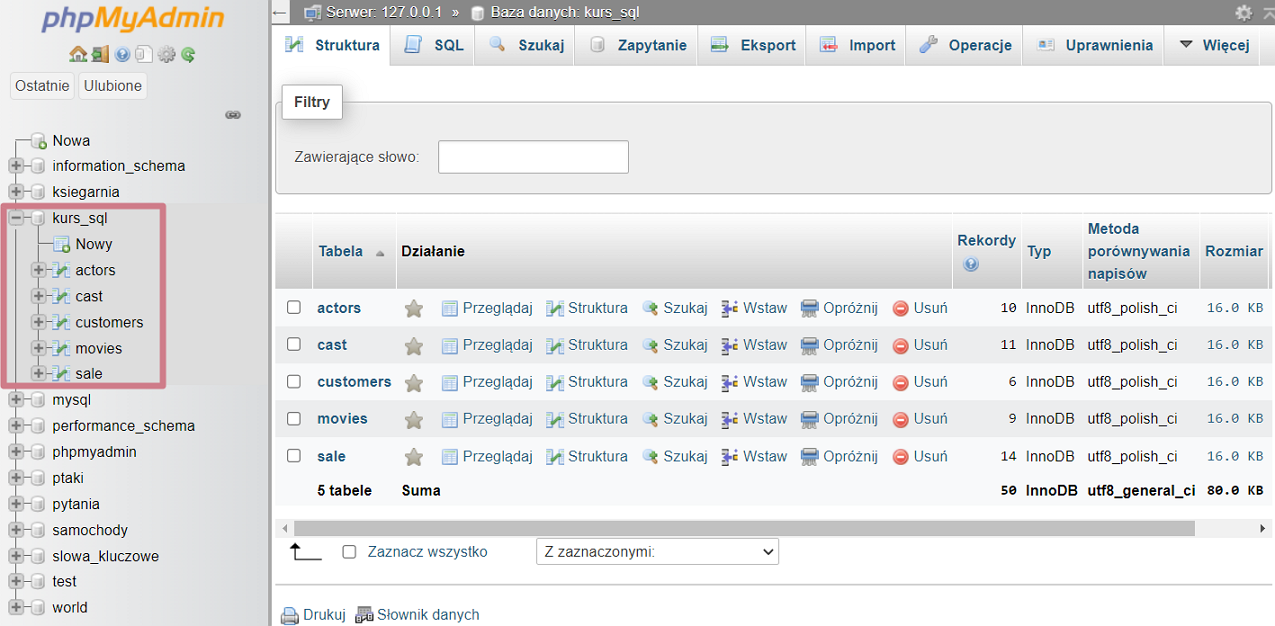 phpMyAdmin
Ostatnie Ulubione
Nowa
information_schema
ksiegarnia
kurs_sql
Nowy
actors
cast
customers
movies
sale
mysql
performance_schema
phpmyadmin
ptaki
pytania
samochody
slowa_kluczowe
test
world
Serwer: 127.0.0.1 » Baza danych: kurs_sql
Struktura SQL Szukaj Zapytanie Eksport Import Operacje Uprawnienia Więcej
Filtry
Zawierające słowo:
Tabela Działanie Rekordy Typ Metoda porównywania napisów Rozmiar
actors Przeglądaj Struktura Szukaj Wstaw Opróżnij Usuń 10 InnoDB utf8_polish_ci 16.0 KB
cast Przeglądaj Struktura Szukaj Wstaw Opróżnij Usuń 11 InnoDB utf8_polish_ci 16.0 KB
customers Przeglądaj Struktura Szukaj Wstaw Opróżnij Usuń 6 InnoDB utf8_polish_ci 16.0 KB
movies Przeglądaj Struktura Szukaj Wstaw Opróżnij Usuń 9 InnoDB utf8_polish_ci 16.0 KB
sale Przeglądaj Struktura Szukaj Wstaw Opróżnij Usuń 14 InnoDB utf8_polish_ci 16.0 KB
5 tabele Suma 50 InnoDB utf8_general_ci 80.0 KB
Zaznacz wszystko Z zaznaczonymi:
Drukuj Słownik danych